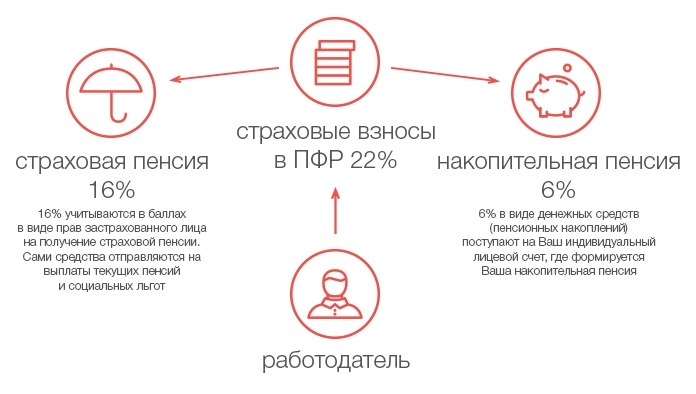 страховые взносы
в ПФР 22%
страховая пенсия
16%
16% учитываются в баллах
в виде прав застрахованного лица
на получение страховой пенсии.
Сами средства отправляются на
выплаты текущих пенсий
и социальных льгот
накопительная пенсия
6%
6% в виде денежных средств
(пенсионных накоплений)
поступают на Ваш индивидуальный
лицевой счет, где формируется
Ваша накопительная пенсия
работодатель